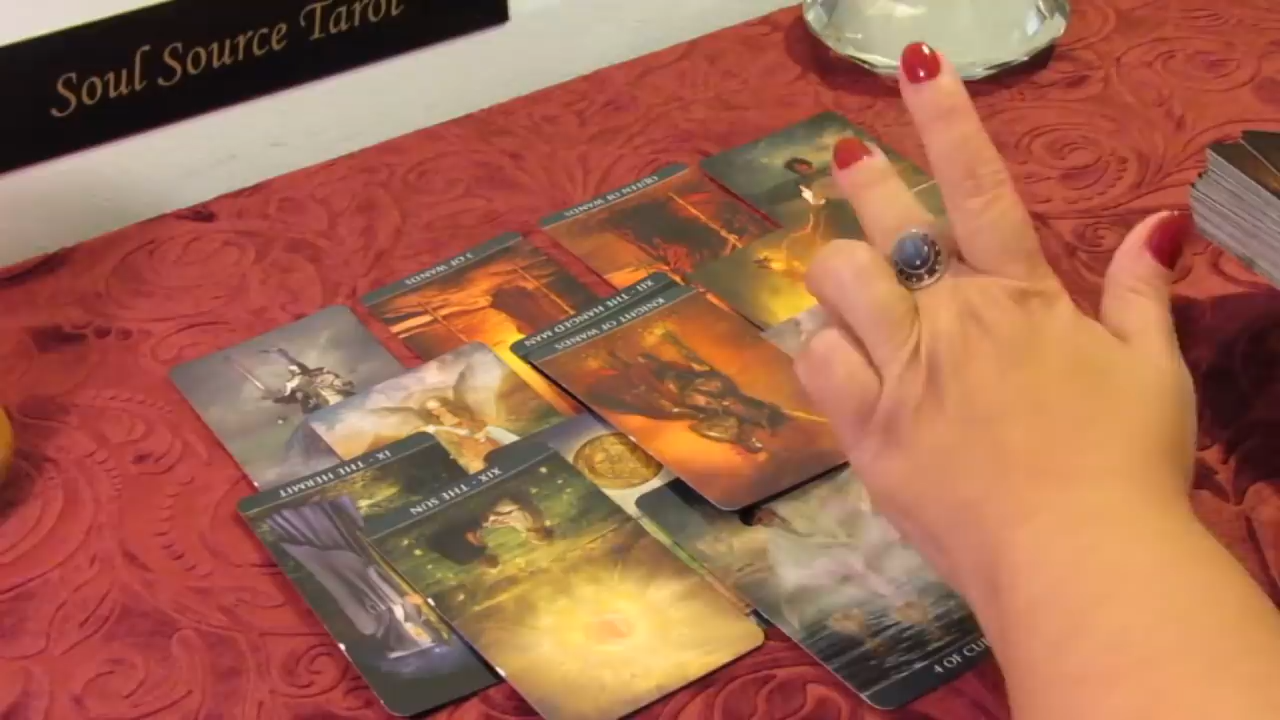 Soul Source Tarot
QUEEN OF WANDS
3 OF WANDS
XII - THE HANGED MAN
KNIGHT OF WANDS
IX - THE HERMIT
XIX - THE SUN
4 OF CU